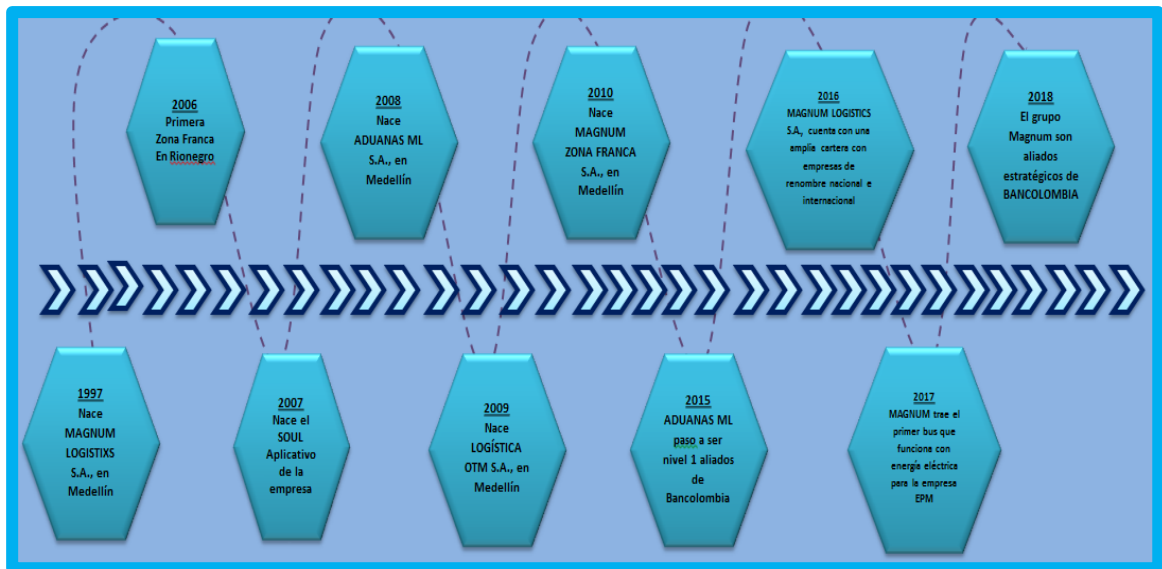 1997
Nace
MAGNUM
LOGISTIXS
S.A., en
Medellín
2006
Primera
Zona Franca
En Rionegro
2007
Nace el
SOUL
Aplicativo
de la
empresa
2008
Nace
ADUANAS ML
S.A., en
Medellín
2009
Nace
LOGÍSTICA
OTM S.A., en
Medellín
2010
Nace
MAGNUM
ZONA FRANCA
S.A., en
Medellín
2015
ADUANAS ML
paso a ser
nivel 1 aliados
de
Bancolombia
2016
MAGNUM LOGISTICS
S.A., cuenta con una
amplia cartera con
empresas de
renombre nacional e
internacional
2017
MAGNUM trae el
primer bus que
funciona con
energía eléctrica
para la empresa
EPM
2018
El grupo
Magnum son
aliados
estratégicos de
BANCOLOMBIA